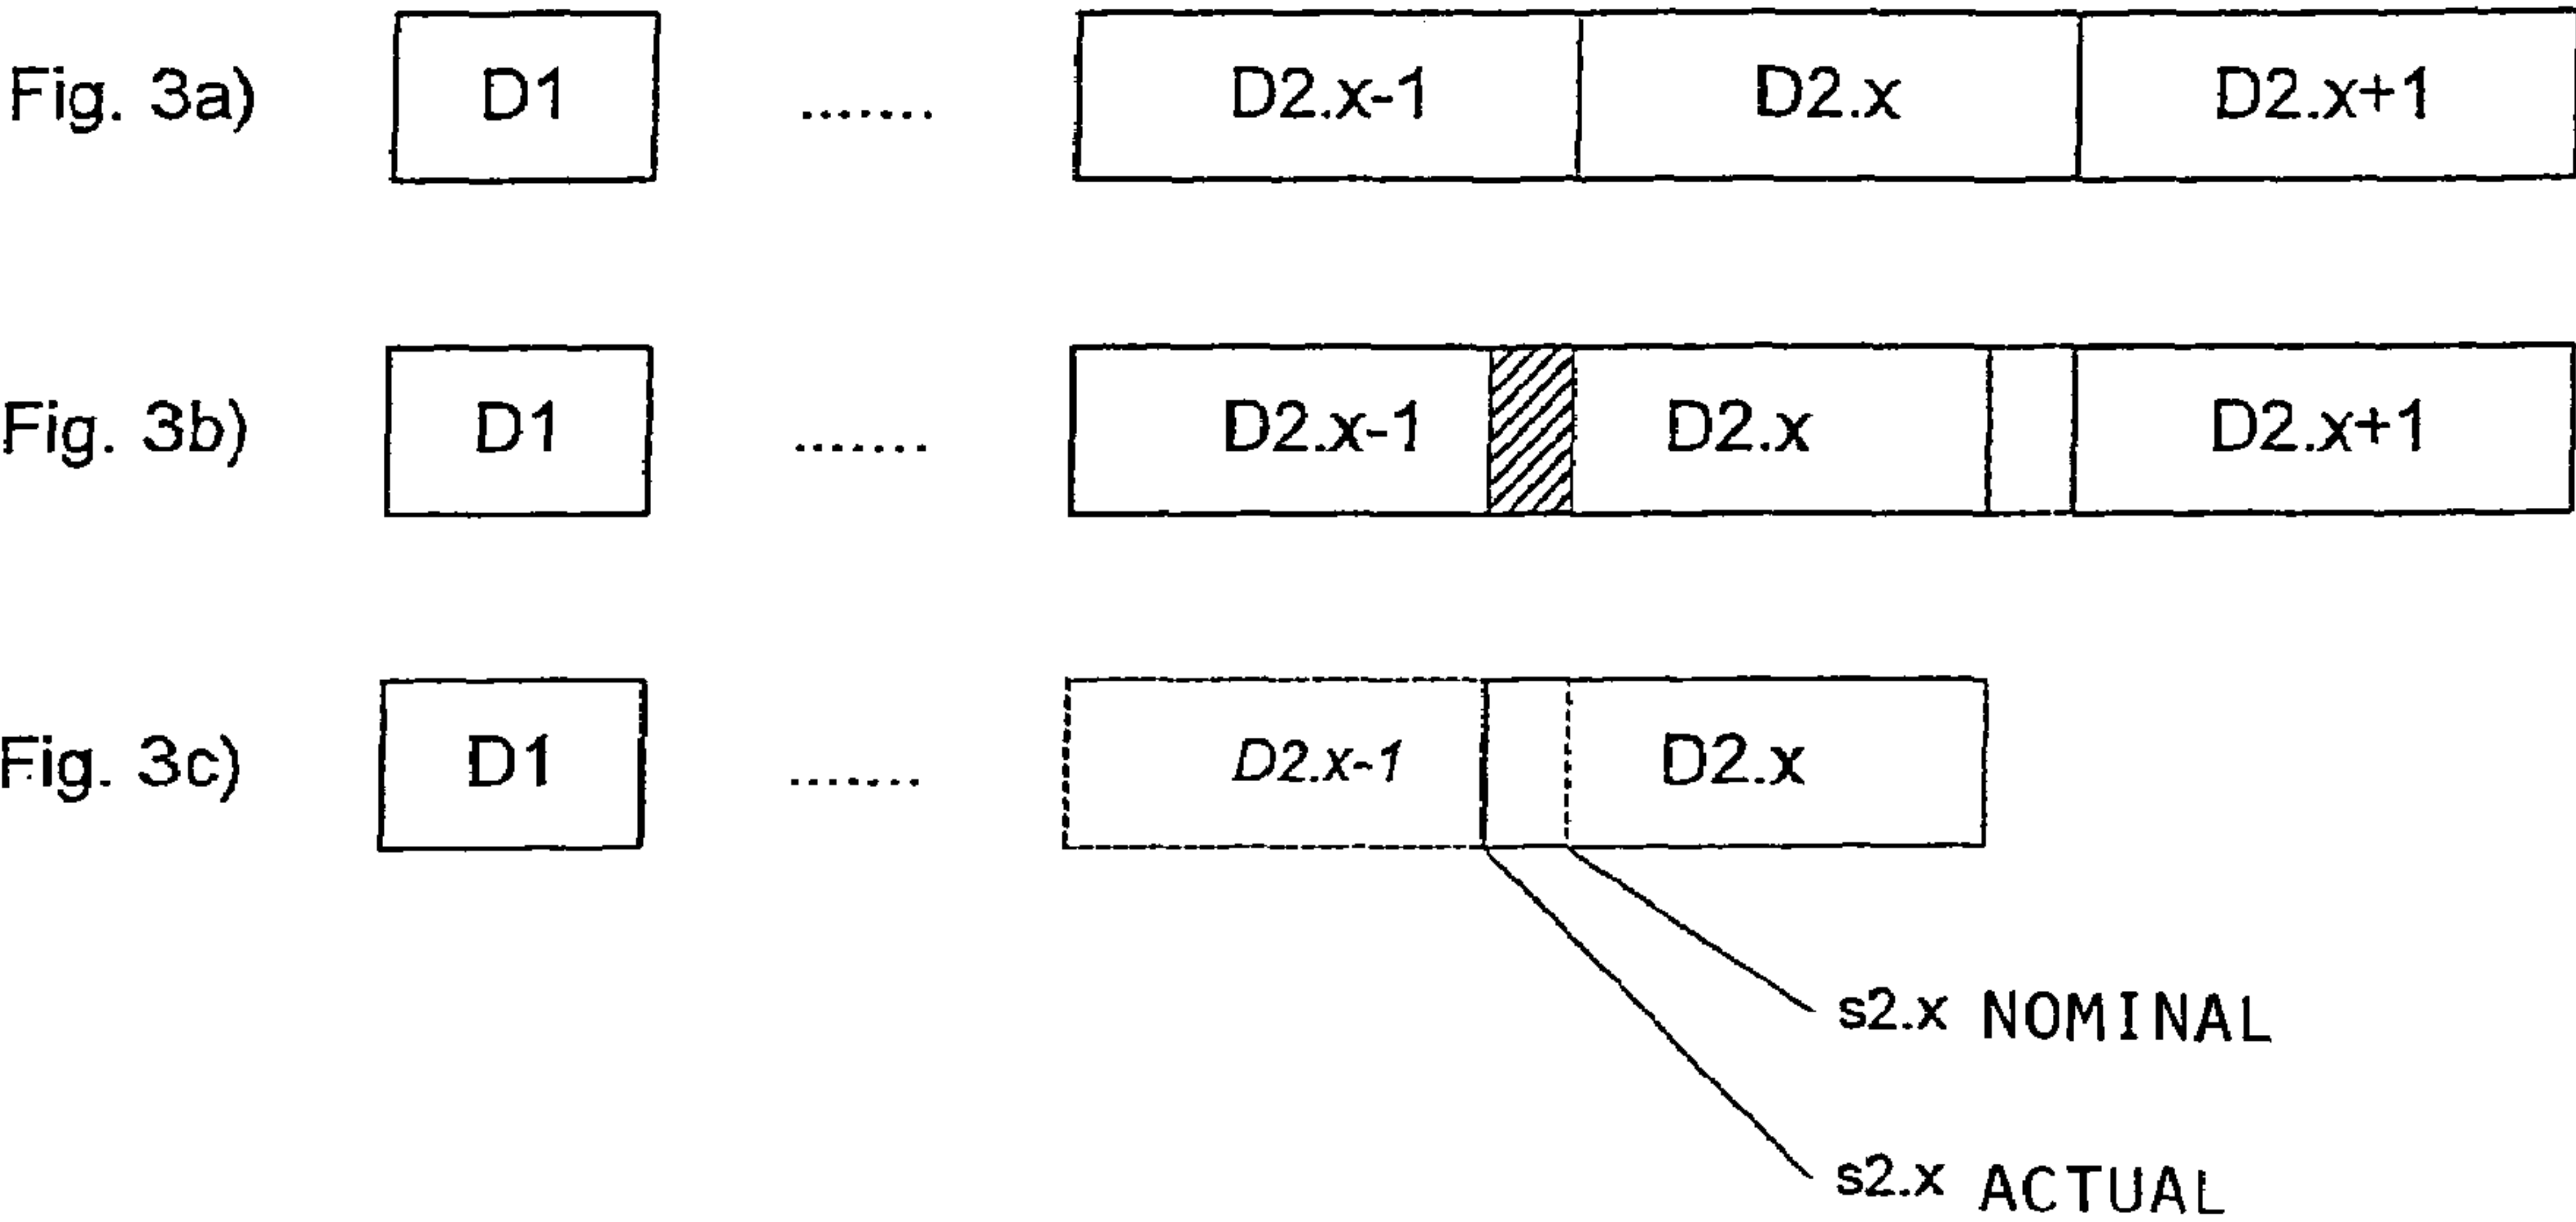 Fig. 3a) D1 ....... D2.x-1 D2.x D2.x+1
Fig. 3b) D1 ....... D2.x-1 D2.x D2.x+1
Fig. 3c) D1 ....... D2.x-1 D2.x
s2.x NOMINAL
s2.x ACTUAL